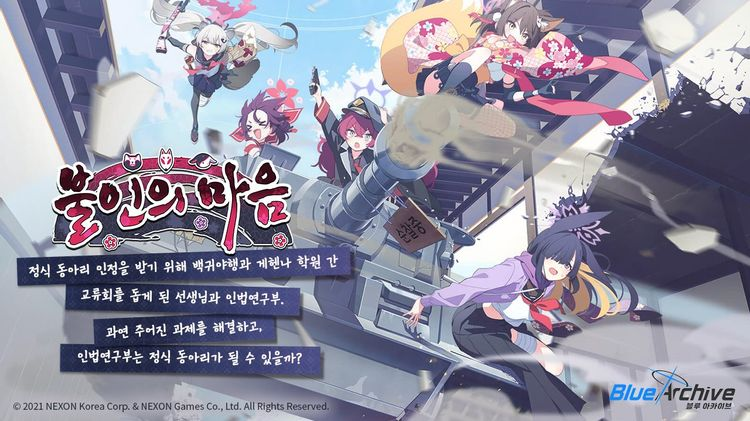 불인의 마음
정식 동아리 인정을 받기 위해 백귀야행과 게헨나 학원 간
교류회를 돕게 된 선생님과 인법연구부.
과연 주어진 과제를 해결하고,
인법연구부는 정식 동아리가 될 수 있을까?
© 2021 NEXON Korea Corp. & NEXON Games Co., Ltd. All Rights Reserved.
Blue Archive
블루 아카이브